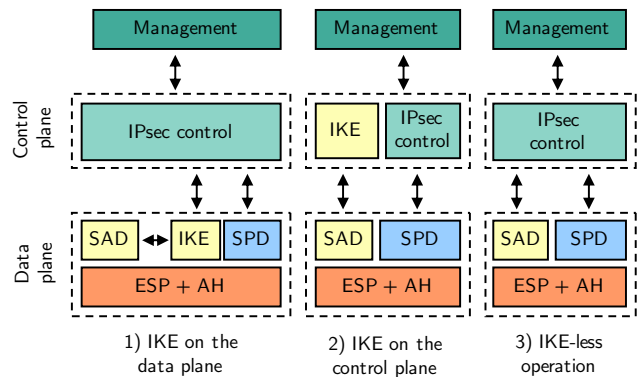 Management
Management
Management
Control
plane
IPsec control
IKE
IPsec
control
IPsec
control
Data
plane
SAD
IKE
SPD
SAD
SPD
SAD
SPD
ESP + AH
ESP + AH
ESP + AH
1) IKE on the
data plane
2) IKE on the
control plane
3) IKE-less
operation